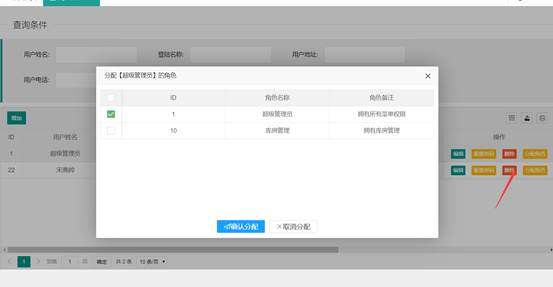 查询条件
用户姓名: 登陆名称: 用户地址:
用户电话:
分配【超级管理员】的角色
ID 角色名称 角色备注
1 超级管理员 拥有所有菜单权限
10 库房管理 拥有库房管理
确认分配 取消分配
增加
ID 用户姓名 操作
1 超级管理员 编辑 重置密码 删除 分配角色
22 编辑 重置密码 删除 分配角色
1 到第 1 页 确定 共 2 条 10 条/页